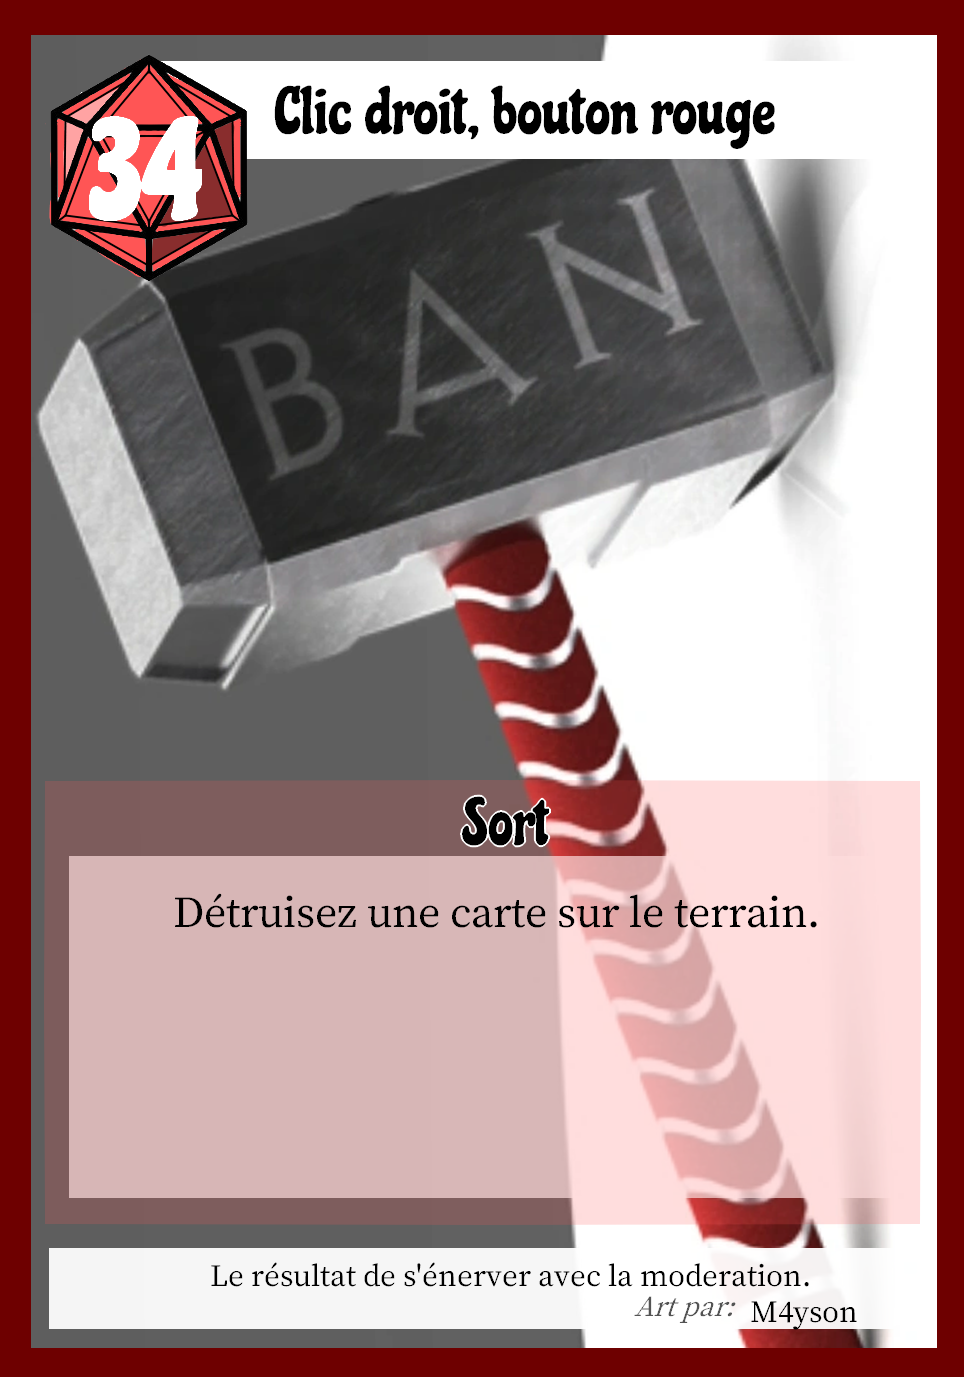 34
Clic droit, bouton rouge
BAN
Sort
Détruisez une carte sur le terrain.
Le résultat de s'énerver avec la moderation.
Art par: M4yson